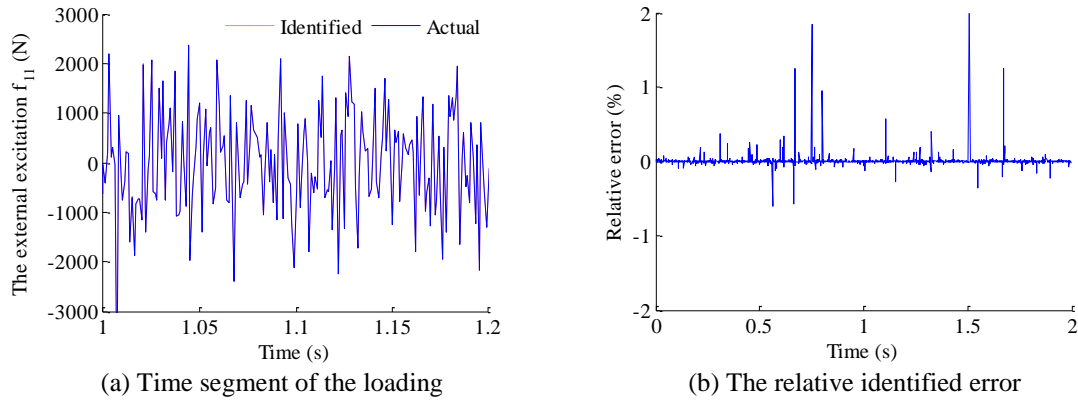 The external excitation f11 (N)
3000
2000
1000
0
-1000
-2000
-3000
Identified Actual
1 1.05 1.1 1.15 1.2
Time (s)
(a) Time segment of the loading
Relative error (%)
2
1
0
-1
-2
0 0.5 1 1.5 2
Time (s)
(b) The relative identified error